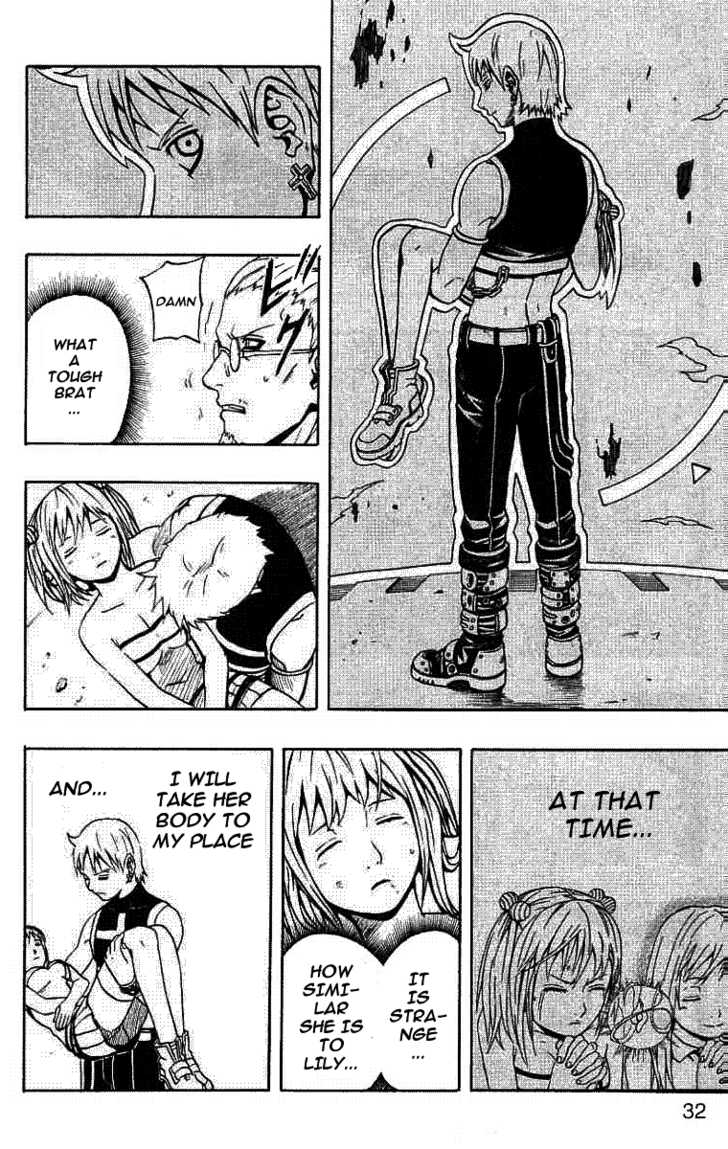 DAMN
WHAT
A
TOUGH
BRAT
...
AT THAT
TIME...
IT
IS
STRA-
NGE
...
HOW
SIMI-
LAR
SHE IS
TO
LILY...
I WILL
TAKE HER
BODY TO
MY PLACE
AND...
32